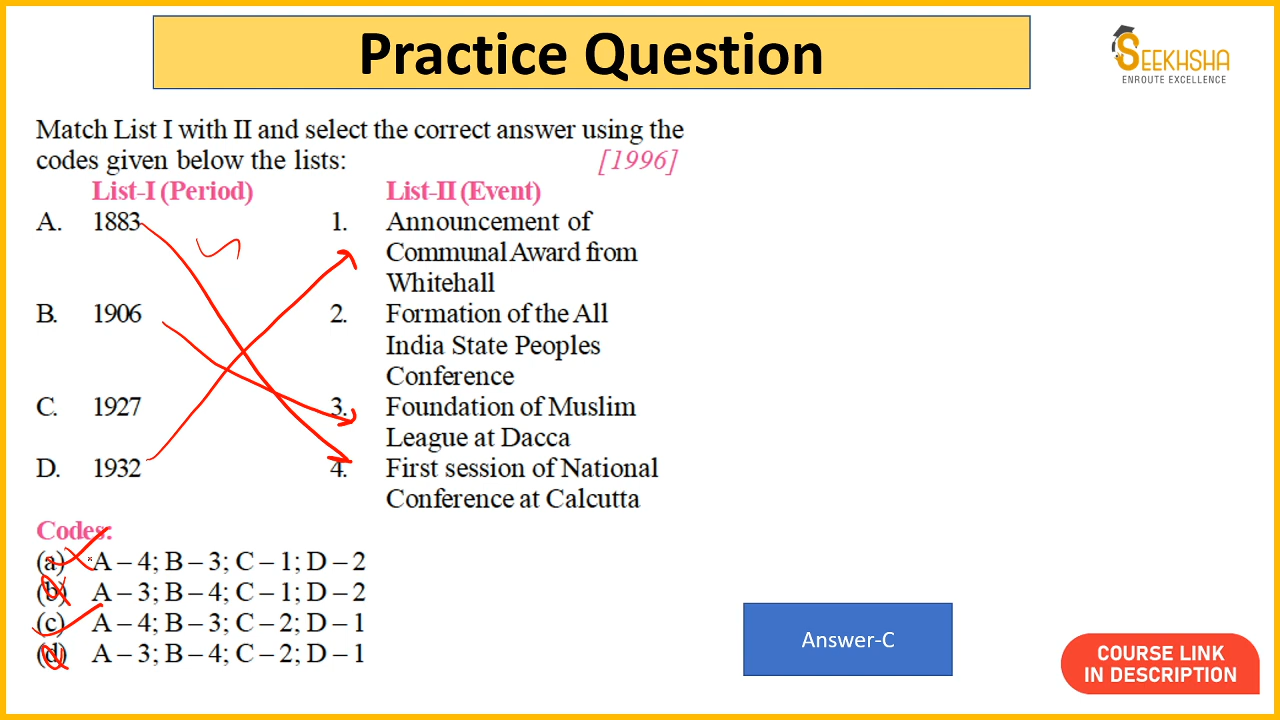 Practice Question
SEEKHSHA
ENROUTE EXCELLENCE
Match List I with II and select the correct answer using the
codes given below the lists: [1996]
List-I (Period) List-II (Event)
A. 1883 1. Announcement of
Communal Award from
Whitehall
B. 1906 2. Formation of the All
India State Peoples
Conference
C. 1927 3. Foundation of Muslim
League at Dacca
D. 1932 4. First session of National
Conference at Calcutta
Codes:
(a) A – 4; B – 3; C – 1; D – 2
(b) A – 3; B – 4; C – 1; D – 2
(c) A – 4; B – 3; C – 2; D – 1
(d) A – 3; B – 4; C – 2; D – 1
Answer-C
COURSE LINK
IN DESCRIPTION